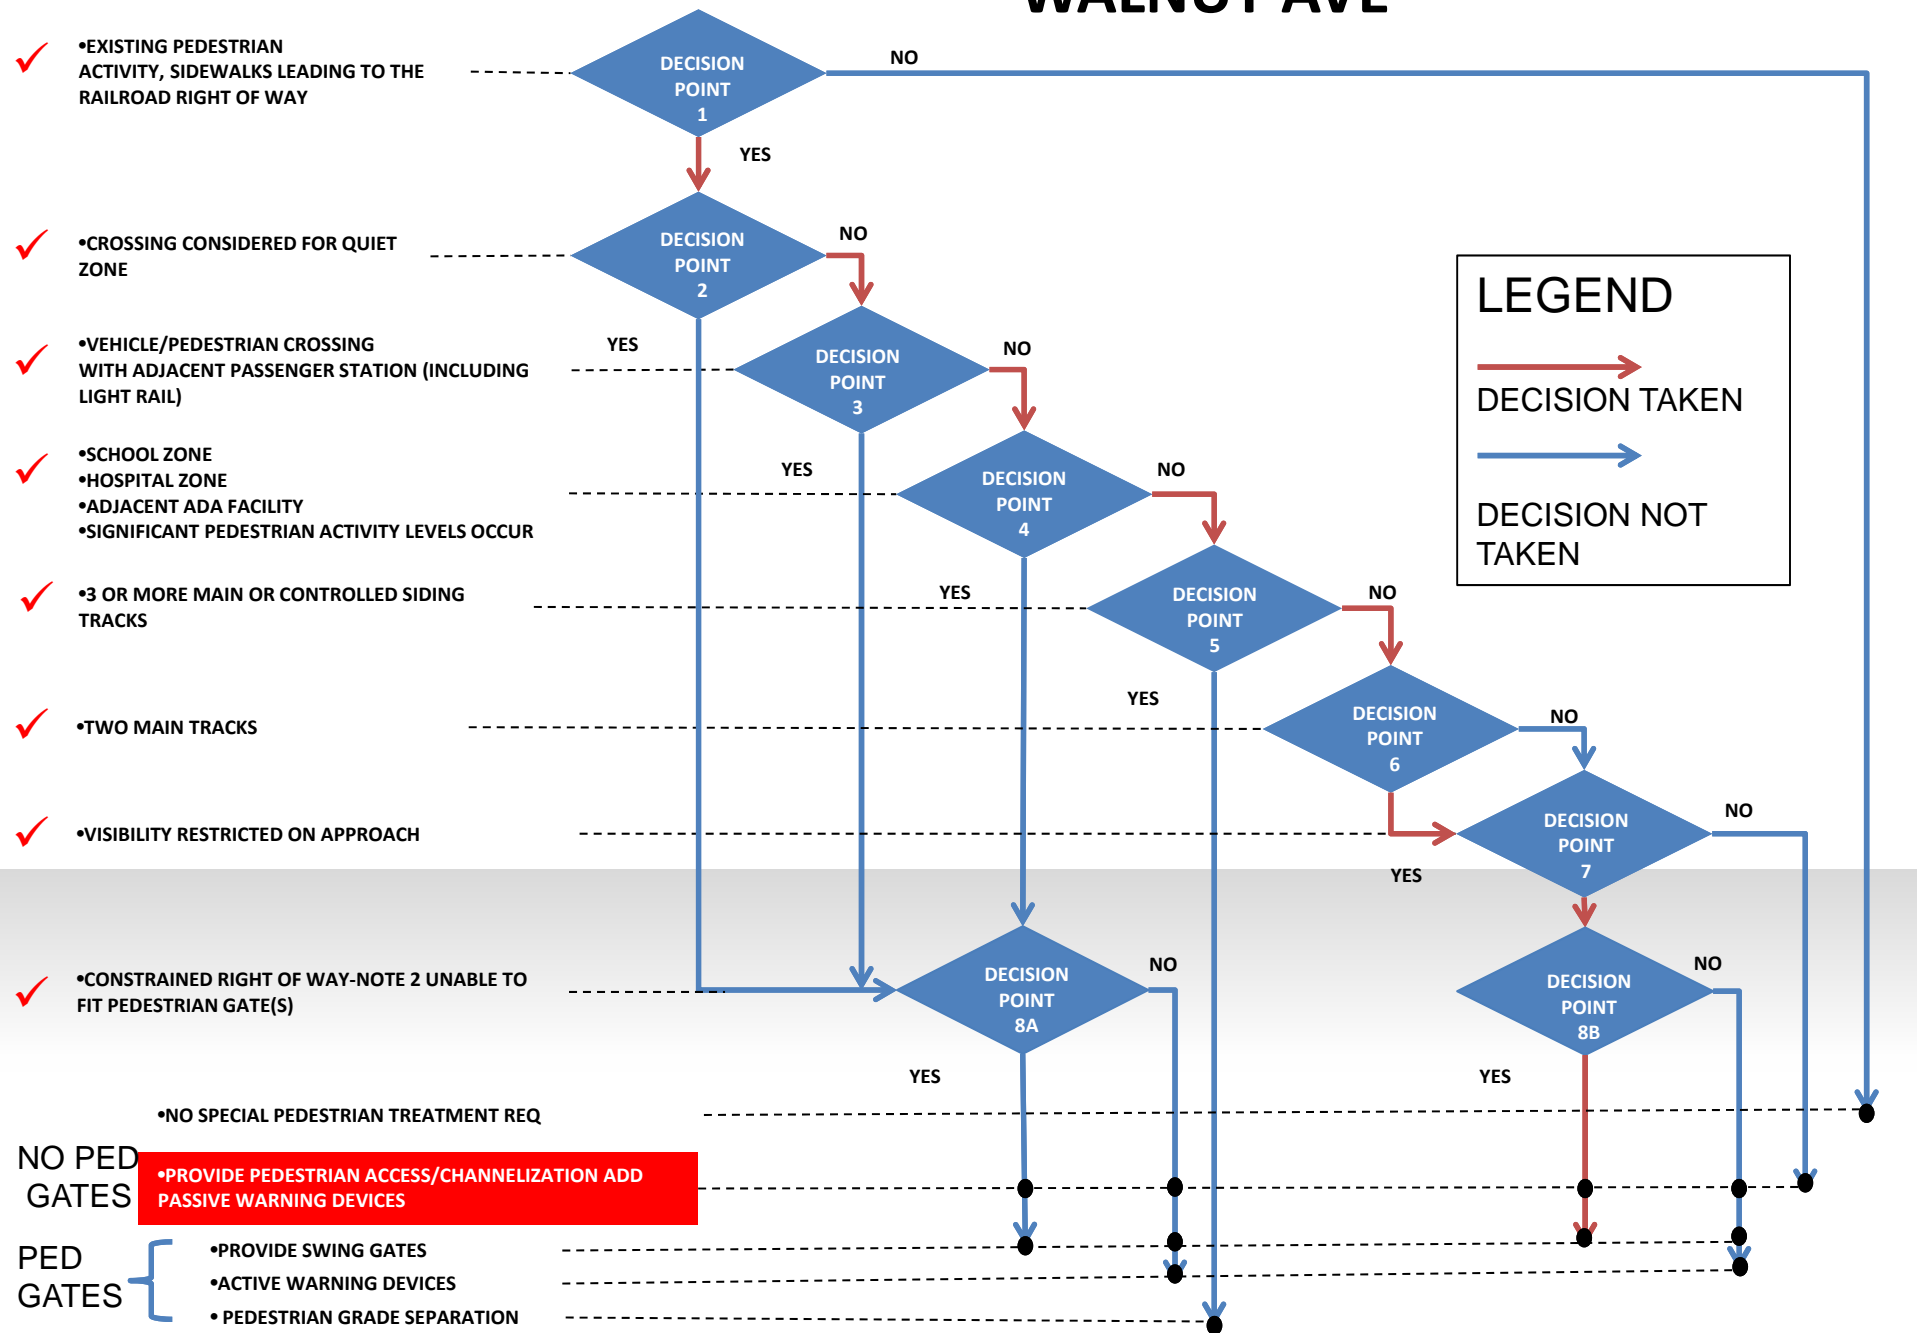 WALNUT AVE
•EXISTING PEDESTRIAN
ACTIVITY, SIDEWALKS LEADING TO THE
RAILROAD RIGHT OF WAY
DECISION
POINT
1
NO
YES
•CROSSING CONSIDERED FOR QUIET
ZONE
DECISION
POINT
2
NO
YES
•VEHICLE/PEDESTRIAN CROSSING
WITH ADJACENT PASSENGER STATION (INCLUDING
LIGHT RAIL)
DECISION
POINT
3
NO
YES
•SCHOOL ZONE
•HOSPITAL ZONE
•ADJACENT ADA FACILITY
•SIGNIFICANT PEDESTRIAN ACTIVITY LEVELS OCCUR
DECISION
POINT
4
NO
YES
•3 OR MORE MAIN OR CONTROLLED SIDING
TRACKS
DECISION
POINT
5
NO
YES
•TWO MAIN TRACKS
DECISION
POINT
6
NO
•VISIBILITY RESTRICTED ON APPROACH
DECISION
POINT
7
NO
YES
LEGEND
DECISION TAKEN
DECISION NOT
TAKEN
•CONSTRAINED RIGHT OF WAY-NOTE 2 UNABLE TO
FIT PEDESTRIAN GATE(S)
DECISION
POINT
8A
NO
YES
DECISION
POINT
8B
NO
YES
•NO SPECIAL PEDESTRIAN TREATMENT REQ
NO PED
GATES
•PROVIDE PEDESTRIAN ACCESS/CHANNELIZATION ADD
PASSIVE WARNING DEVICES
PED
GATES
•PROVIDE SWING GATES
•ACTIVE WARNING DEVICES
• PEDESTRIAN GRADE SEPARATION